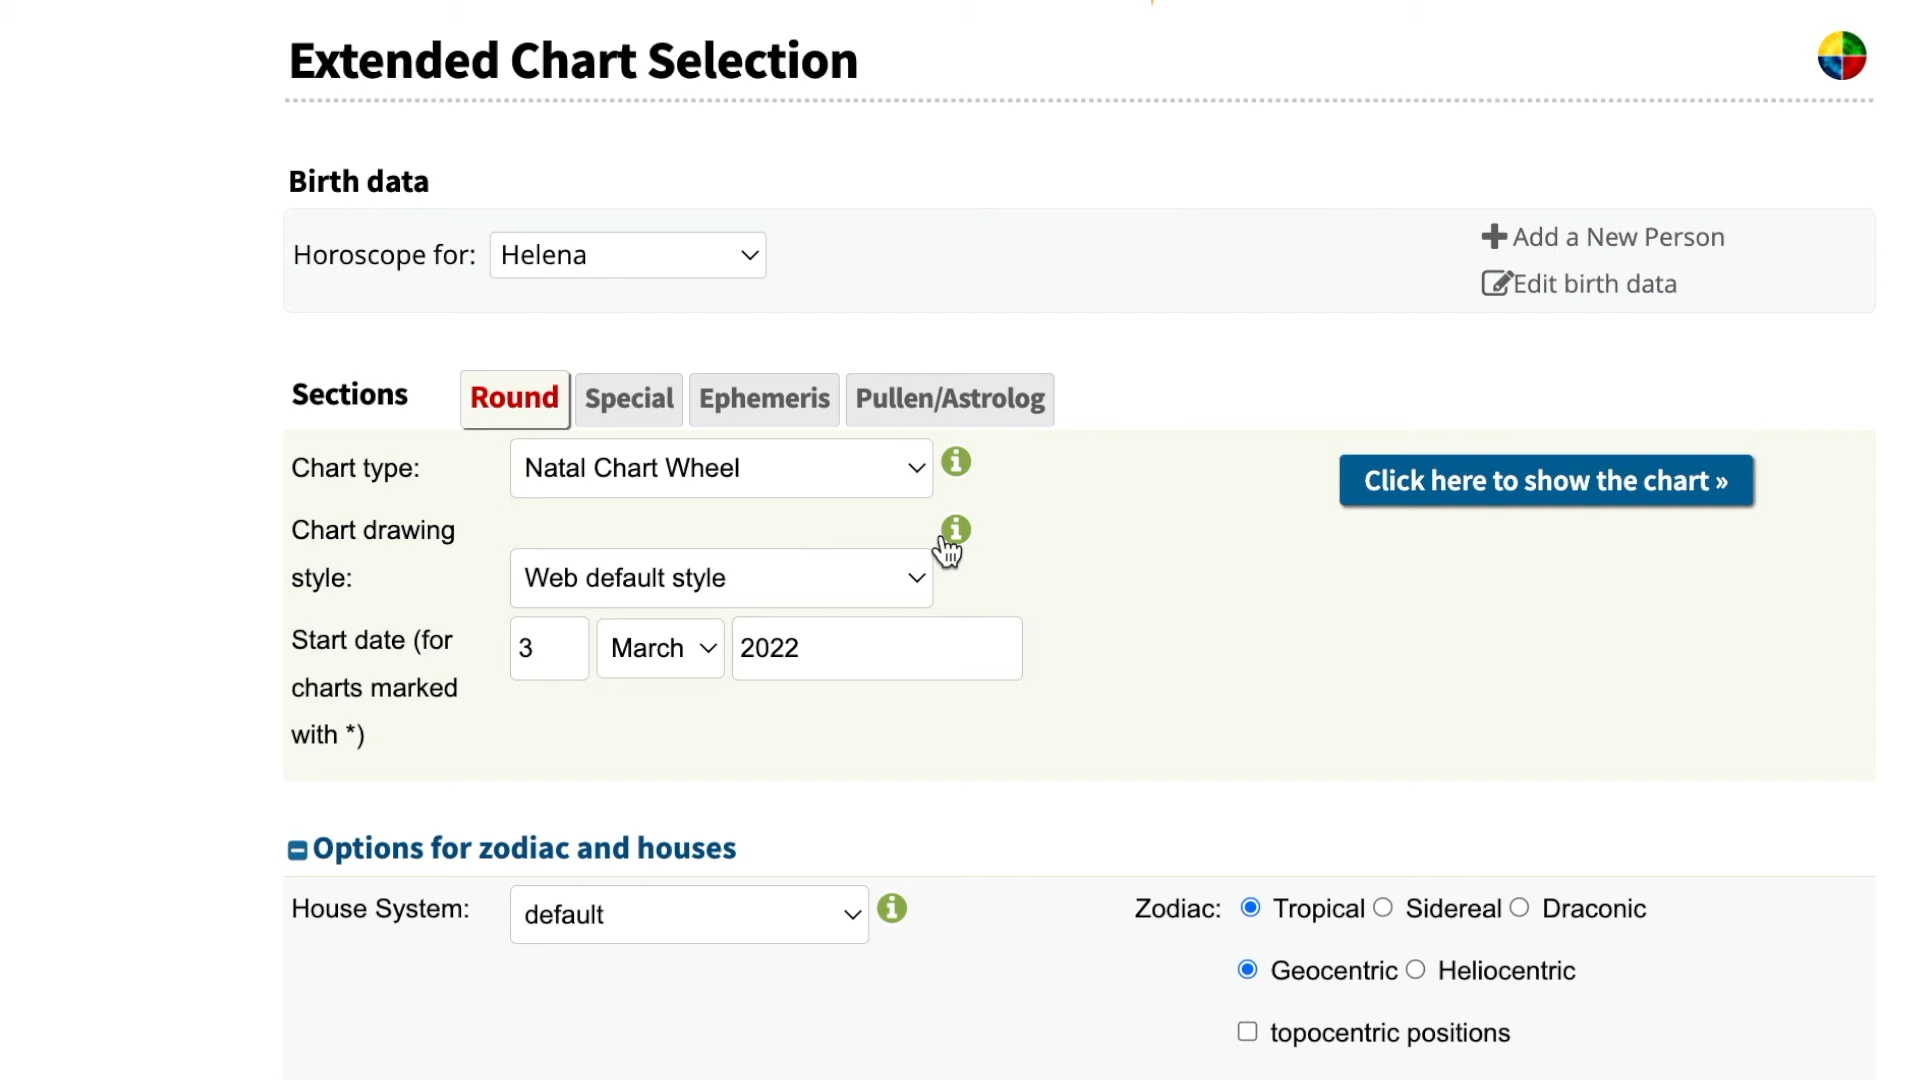 Extended Chart Selection
Birth data
Horoscope for: Helena
Add a New Person
Edit birth data
Sections Round Special Ephemeris Pullen/Astrolog
Chart type: Natal Chart Wheel
Click here to show the chart »
Chart drawing
style: Web default style
Start date (for 3 March 2022
charts marked
with *)
Options for zodiac and houses
House System: default
Zodiac: Tropical Sidereal Draconic
Geocentric Heliocentric
topocentric positions